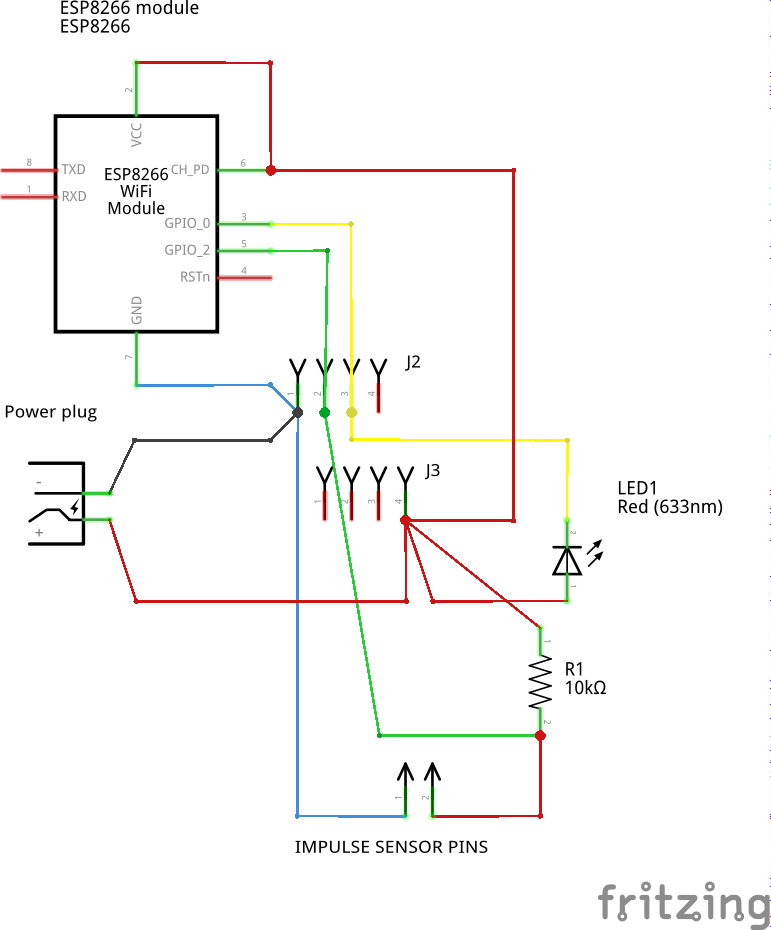 ESP8266 module
ESP8266
2
VCC
8
TXD
ESP8266
WiFi
Module
CH_PD
6
1
RXD
GPIO_0
3
GPIO_2
5
RSTn
4
GND
7
J2
1
2
3
4
Power plug
-
+
J3
1
2
3
4
LED1
Red (633nm)
2
1
1
R1
10kΩ
2
1
2
IMPULSE SENSOR PINS
fritzing